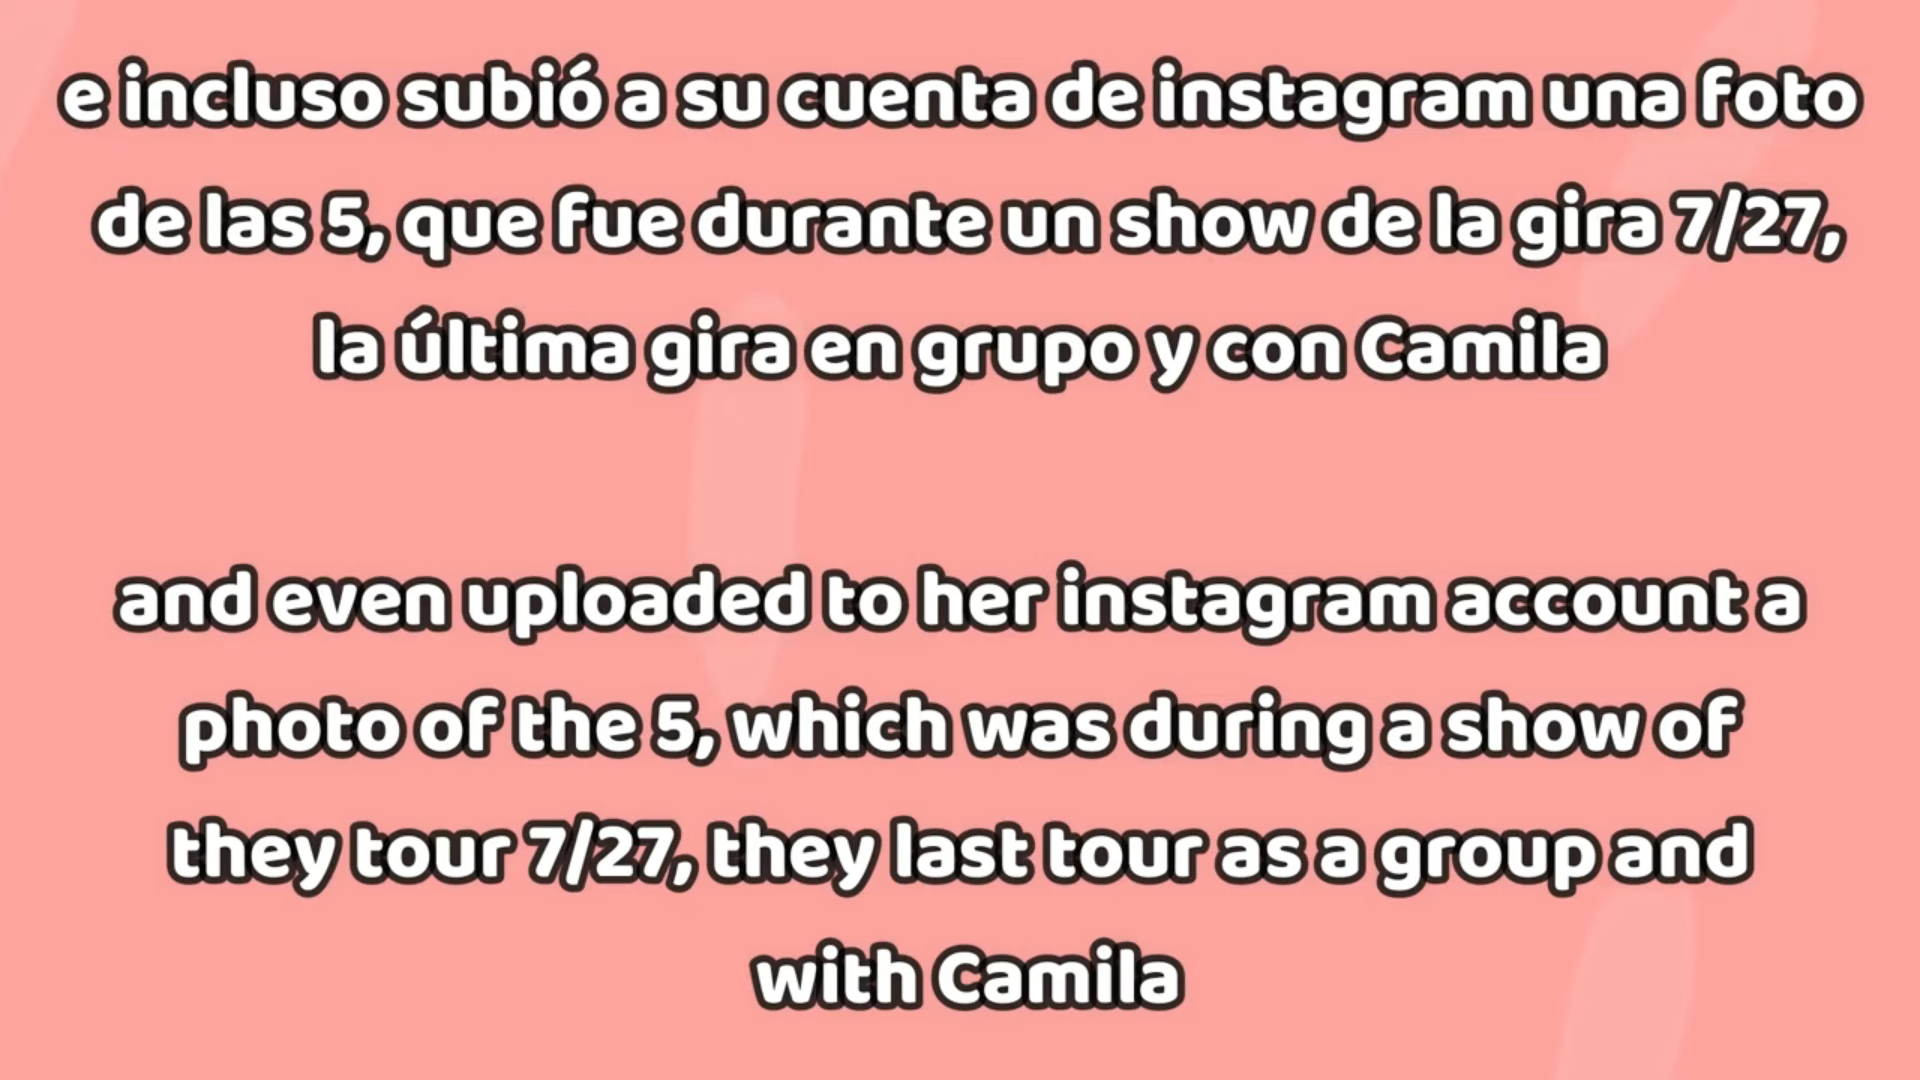 e incluso subió a su cuenta de instagram una foto
de las 5, que fue durante un show de la gira 7/27,
la última gira en grupo y con Camila
and even uploaded to her instagram account a
photo of the 5, which was during a show of
they tour 7/27, they last tour as a group and
with Camila